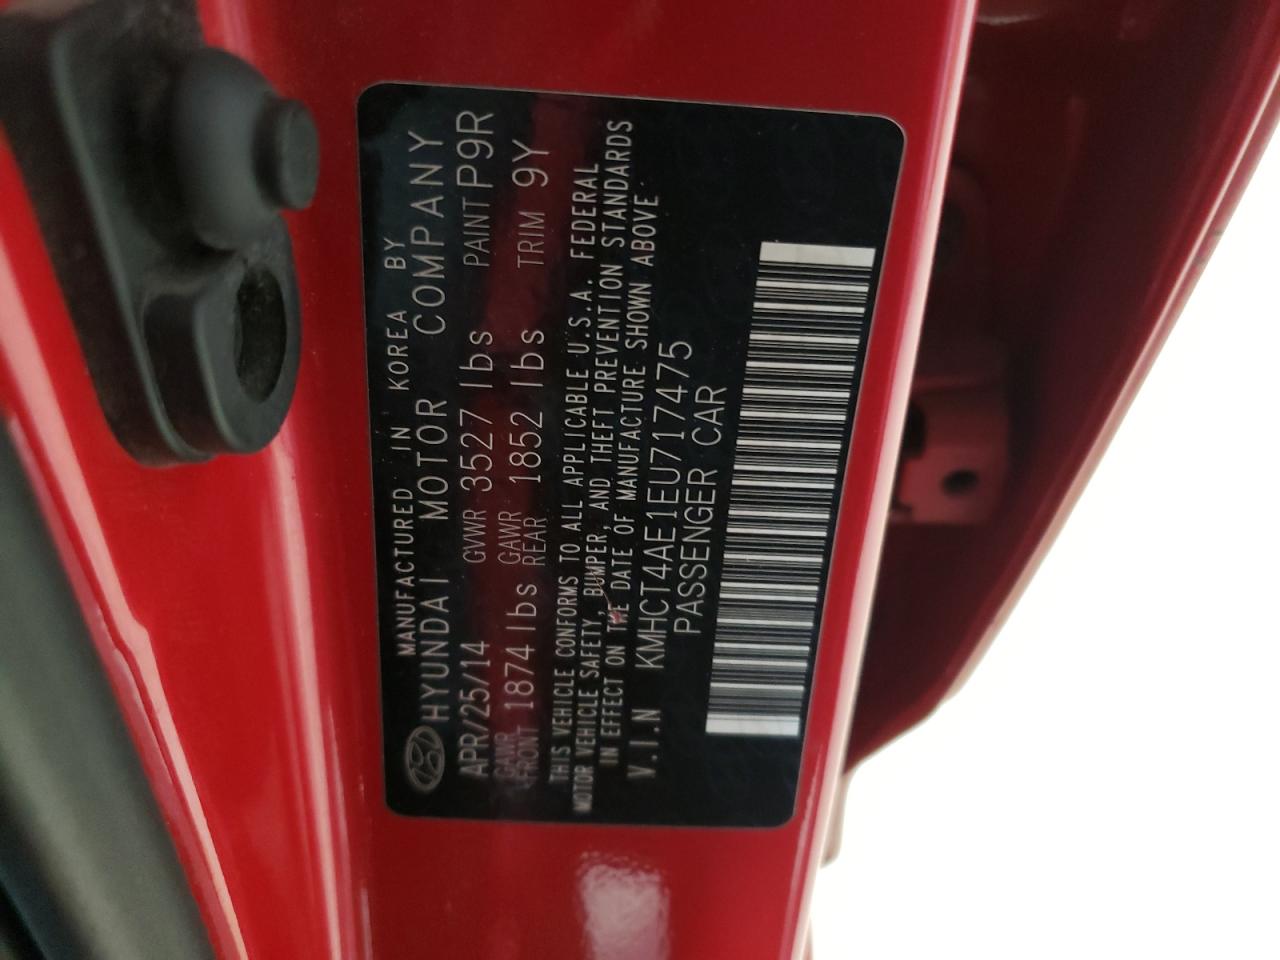 MANUFACTURED IN KOREA BY
HYUNDAI MOTOR COMPANY
APR/25/14 GVWR 3527 lbs PAINT P9R
GAWR FRONT 1874 lbs GAWR REAR 1852 lbs TRIM 9Y
THIS VEHICLE CONFORMS TO ALL APPLICABLE U.S.A. FEDERAL
MOTOR VEHICLE SAFETY, BUMPER, AND THEFT PREVENTION STANDARDS
IN EFFECT ON THE DATE OF MANUFACTURE SHOWN ABOVE
V.I.N KMHCT4AE1EU717475
PASSENGER CAR